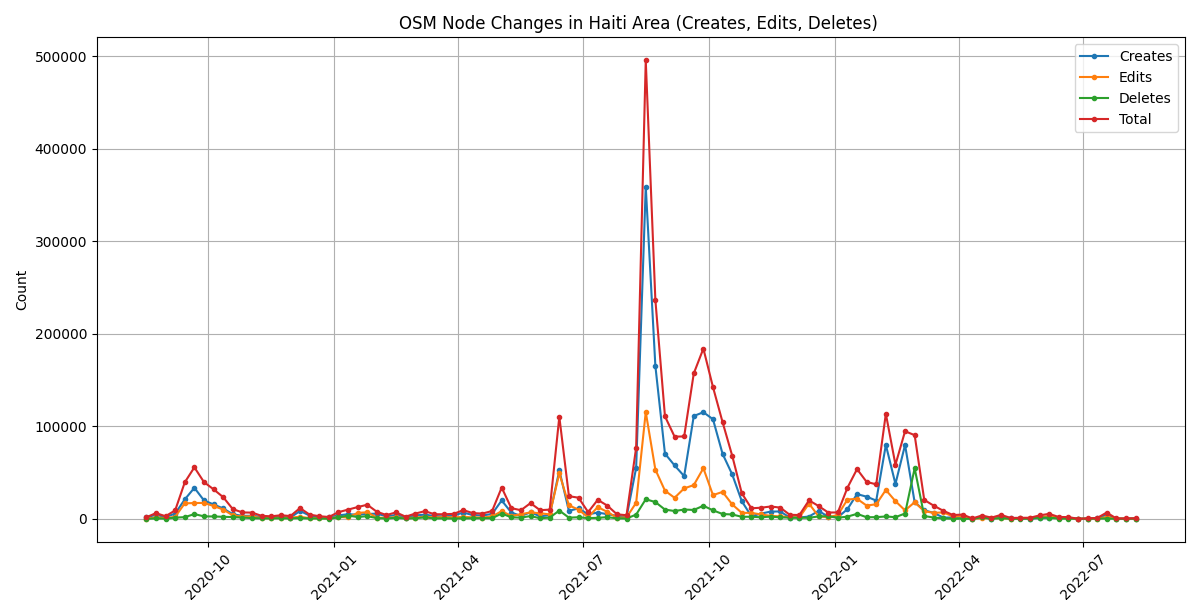 OSM Node Changes in Haiti Area (Creates, Edits, Deletes)
Creates
Edits
Deletes
Total
Count
500000
400000
300000
200000
100000
0
2020-10
2021-01
2021-04
2021-07
2021-10
2022-01
2022-04
2022-07